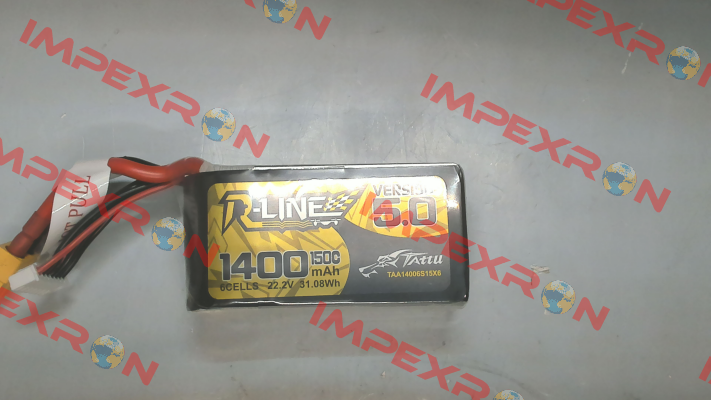 IMPEXRON
R-LINE
VERSION
5.0
1400 150C mAh
6CELLS 22.2V 31.08Wh
TATTU
TAA14006S15X6
PULL
IMPEXRON
IMPEXRON
IMPEXRON
IMPEXRON
IMPEXRON